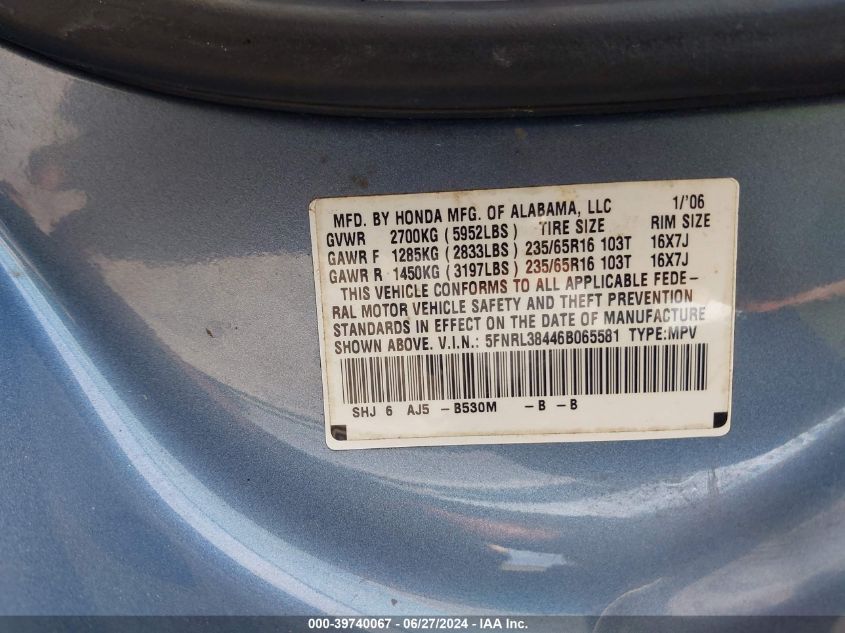 MFD. BY HONDA MFG. OF ALABAMA, LLC 1/'06
GVWR 2700KG (5952LBS) TIRE SIZE RIM SIZE
GAWR F 1285KG (2833LBS) 235/65R16 103T 16X7J
GAWR R 1450KG (3197LBS) 235/65R16 103T 16X7J
THIS VEHICLE CONFORMS TO ALL APPLICABLE FEDE-
RAL MOTOR VEHICLE SAFETY AND THEFT PREVENTION
STANDARDS IN EFFECT ON THE DATE OF MANUFACTURE
SHOWN ABOVE. V.I.N.: 5FNRL38446B065581 TYPE:MPV
SHJ 6 AJ5 -B530M -B -B
000-39740067 - 06/27/2024 - IAA Inc.